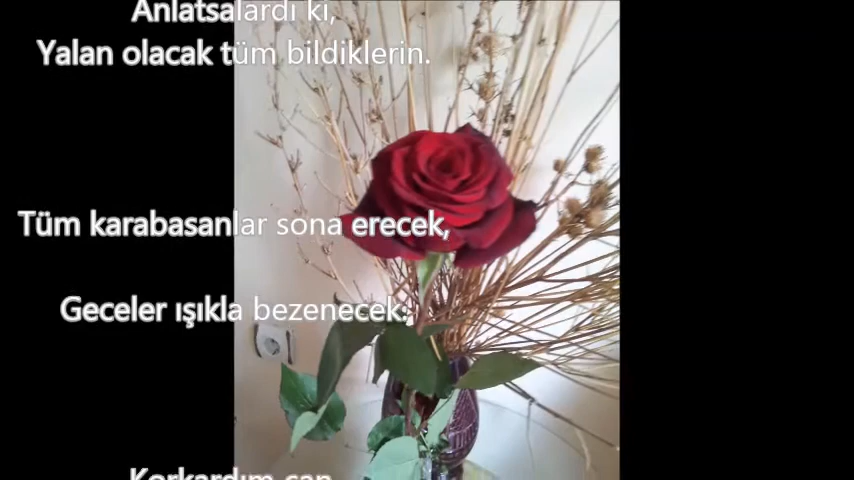 Anlatsalardı ki,
Yalan olacak tüm bildiklerin.
Tüm karabasanlar sona erecek,
Geceler ışıkla bezenecek.